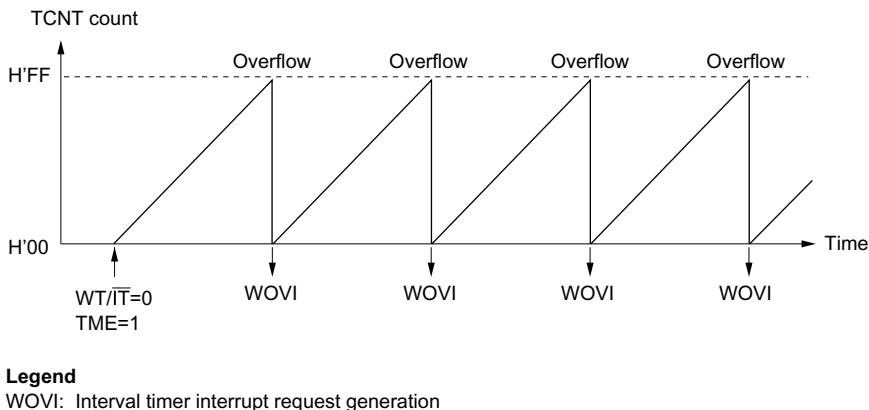 TCNT count
Overflow Overflow Overflow Overflow
H'FF
H'00
Time
WT/I̅T̅=0
TME=1
WOVI WOVI WOVI WOVI
Legend
WOVI: Interval timer interrupt request generation